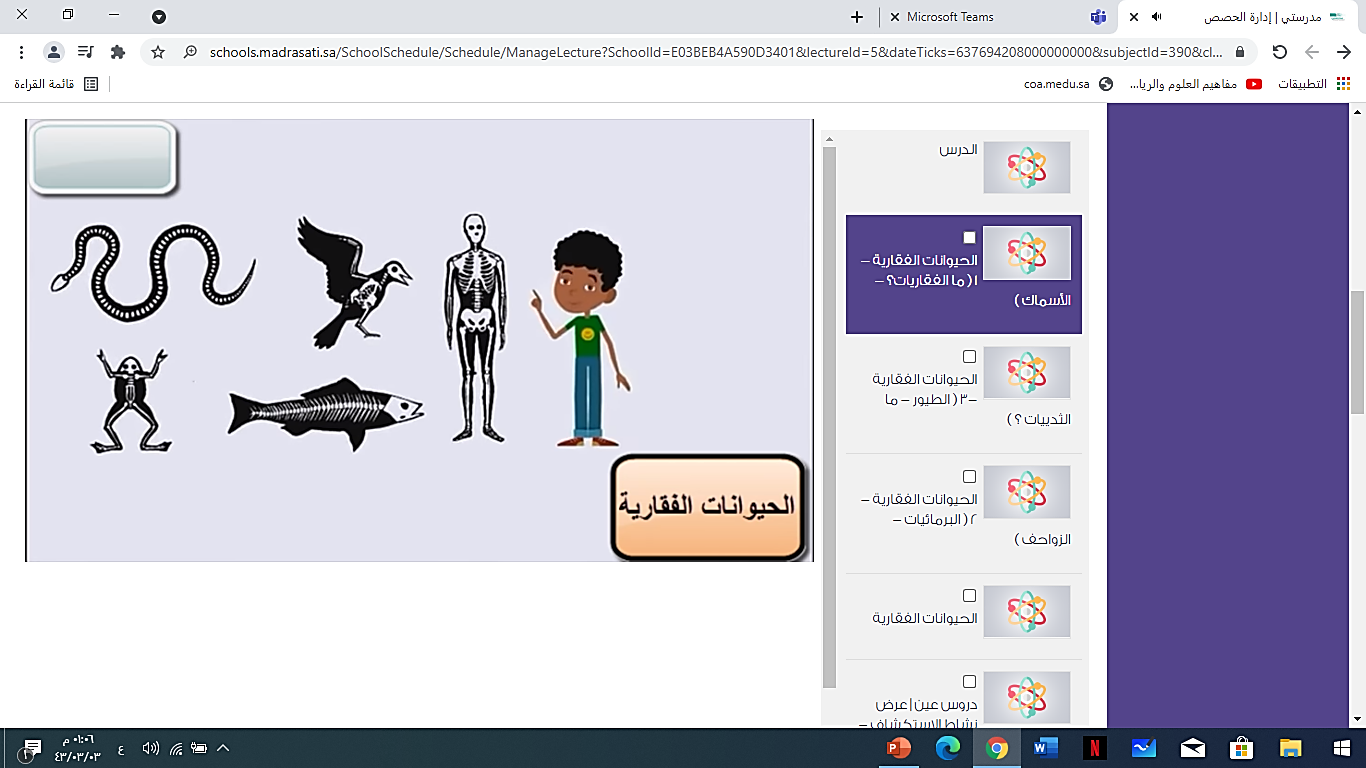 مدرستي | إدارة الحصص
Microsoft Teams
schools.madrasati.sa/SchoolSchedule/Schedule/ManageLecture?SchoolId=E03BEB4A590D3401&lectureId=5&dateTicks=637694208000000000&subjectId=390&cl...
التطبيقات
مفاهيم العلوم والريا...
coa.medu.sa
قائمة القراءة
الدرس
الحيوانات الفقارية –
١ ( ما الفقاريات؟ –
الأسماك )
الحيوانات الفقارية
–٣ ( الطيور – ما
الثدييات ؟ )
الحيوانات الفقارية –
٢ ( البرمائيات –
الزواحف )
الحيوانات الفقارية
دروس عين | عرض
نشاط الاستكشاف –
الحيوانات الفقارية
ع
٠١:٠٦ م
٤٣/٠٣/٠٣
١